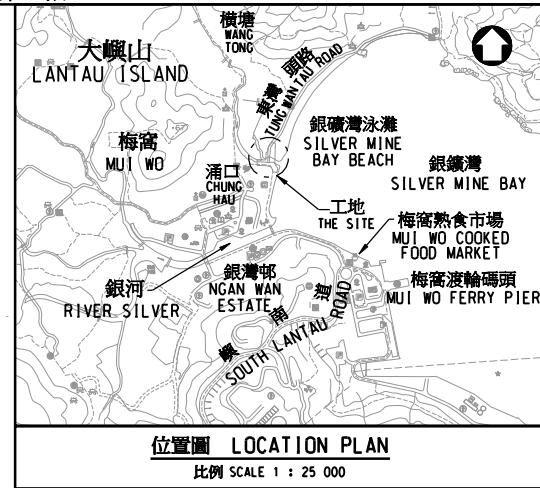 大嶼山
LANTAU ISLAND
橫塘
WANG
TONG
東灣頭路
TUNG WAN TAU ROAD
梅窩
MUI WO
銀礦灣泳灘
SILVER MINE
BAY BEACH
銀鑛灣
SILVER MINE BAY
涌口
CHUNG
HAU
工地
THE SITE
梅窩熟食市場
MUI WO COOKED
FOOD MARKET
銀河
RIVER SILVER
銀灣邨
NGAN WAN
ESTATE
梅窩渡輪碼頭
MUI WO FERRY PIER
嶼南道
SOUTH LANTAU ROAD
位置圖 LOCATION PLAN
比例 SCALE 1 : 25 000